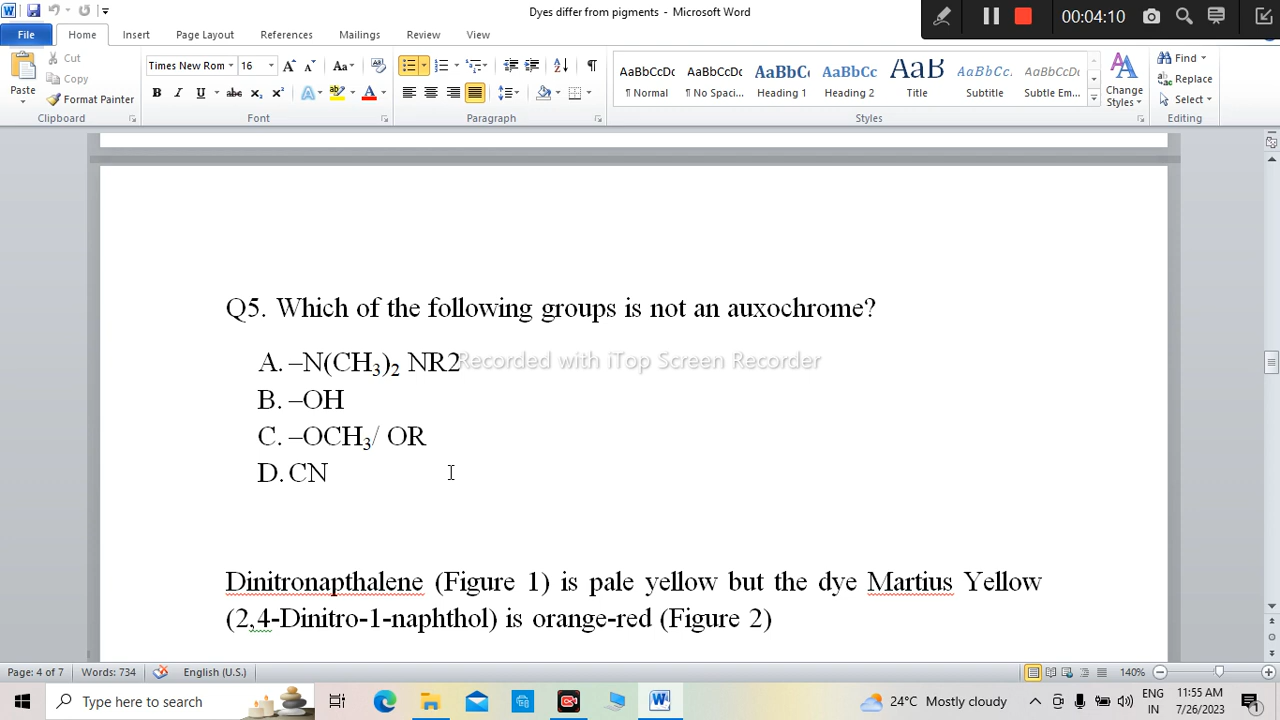 Dyes differ from pigments - Microsoft Word
00:04:10
File Home Insert Page Layout References Mailings Review View
Paste
Cut
Copy
Format Painter
Clipboard
Times New Rom 16
Font
Paragraph
AaBbCcDc AaBbCcDc AaBbCc AaBbCc AaB AaBbCc. AaBbCcDc
¶ Normal ¶ No Spaci... Heading 1 Heading 2 Title Subtitle Subtle Em...
Change Styles
Styles
Find
Replace
Select
Editing
Q5. Which of the following groups is not an auxochrome?
A. –N(CH₃)₂ NR2
Recorded with iTop Screen Recorder
B. –OH
C. –OCH₃/ OR
D. CN
Dinitronapthalene (Figure 1) is pale yellow but the dye Martius Yellow
(2,4-Dinitro-1-naphthol) is orange-red (Figure 2)
Page: 4 of 7 Words: 734 English (U.S.) 140%
Type here to search
24°C Mostly cloudy
ENG
IN
11:55 AM
7/26/2023